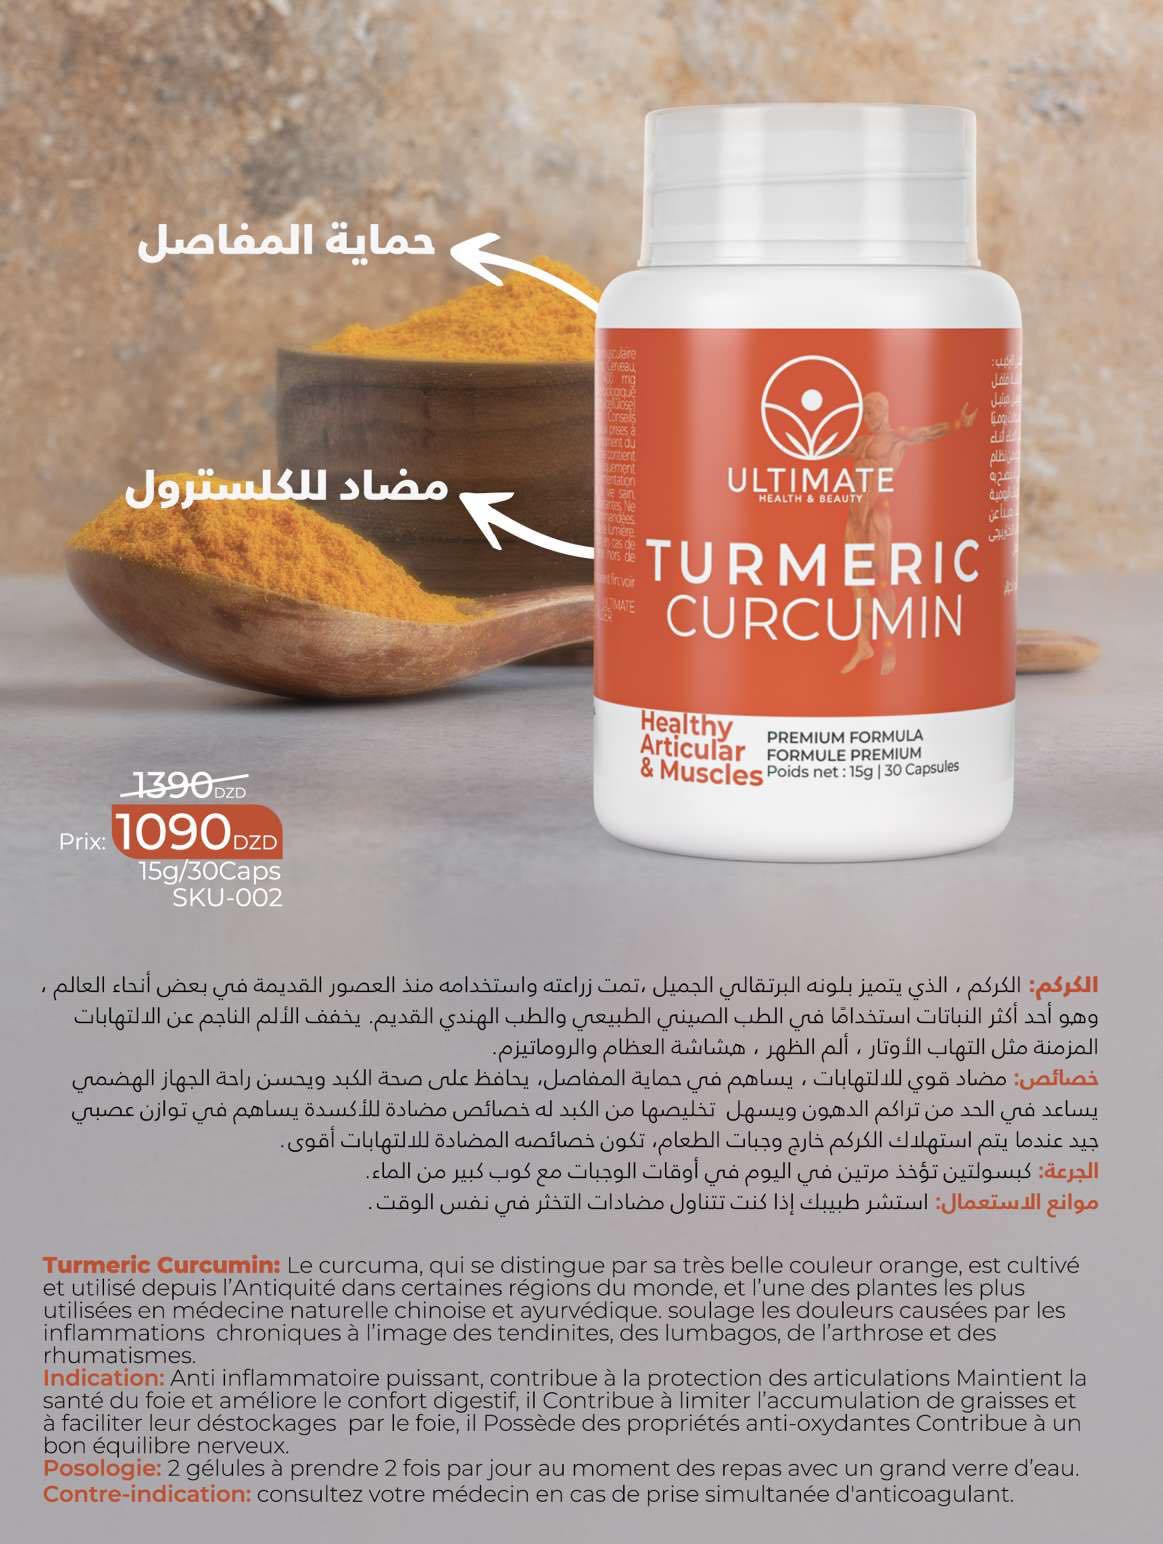 حماية المفاصل
مضاد للكلسترول
ULTIMATE
HEALTH & BEAUTY
TURMERIC
CURCUMIN
Healthy
Articular
& Muscles
PREMIUM FORMULA
FORMULE PREMIUM
Poids net : 15g | 30 Capsules
1390DZD
Prix: 1090DZD
15g/30Caps
SKU-002
الكركم: الكركم ، الذي يتميز بلونه البرتقالي الجميل ،تمت زراعته واستخدامه منذ العصور القديمة في بعض أنحاء العالم ،
وهو أحد أكثر النباتات استخدامًا في الطب الصيني الطبيعي والطب الهندي القديم. يخفف الألم الناجم عن الالتهابات
المزمنة مثل التهاب الأوتار ، ألم الظهر ، هشاشة العظام والروماتيزم.
خصائص: مضاد قوي للالتهابات ، يساهم في حماية المفاصل، يحافظ على صحة الكبد ويحسن راحة الجهاز الهضمي
يساعد في الحد من تراكم الدهون ويسهل تخليصها من الكبد له خصائص مضادة للأكسدة يساهم في توازن عصبي
جيد عندما يتم استهلاك الكركم خارج وجبات الطعام، تكون خصائصه المضادة للالتهابات أقوى.
الجرعة: كبسولتين تؤخذ مرتين في اليوم في أوقات الوجبات مع كوب كبير من الماء.
موانع الاستعمال: استشر طبيبك إذا كنت تتناول مضادات التخثر في نفس الوقت.
Turmeric Curcumin: Le curcuma, qui se distingue par sa très belle couleur orange, est cultivé
et utilisé depuis l'Antiquité dans certaines régions du monde, et l'une des plantes les plus
utilisées en médecine naturelle chinoise et ayurvédique. soulage les douleurs causées par les
inflammations chroniques à l'image des tendinites, des lumbagos, de l'arthrose et des
rhumatismes.
Indication: Anti inflammatoire puissant, contribue à la protection des articulations Maintient la
santé du foie et améliore le confort digestif, il Contribue à limiter l'accumulation de graisses et
à faciliter leur déstockages par le foie, il Possède des propriétés anti-oxydantes Contribue à un
bon équilibre nerveux.
Posologie: 2 gélules à prendre 2 fois par jour au moment des repas avec un grand verre d'eau.
Contre-indication: consultez votre médecin en cas de prise simultanée d'anticoagulant.